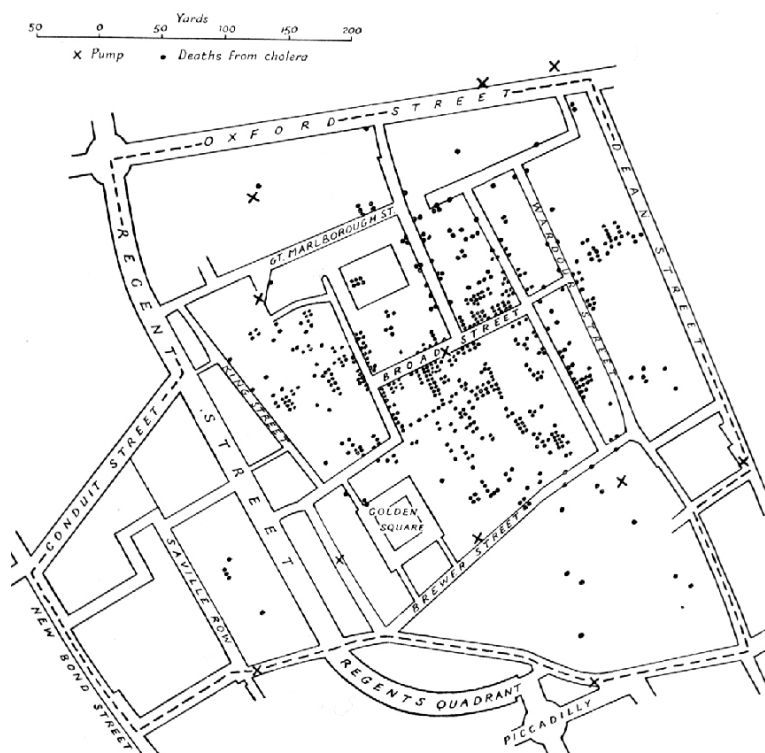 Yards
50 0 50 100 150 200
x Pump • Deaths from cholera
OXFORD STREET
DEAN STREET
REGENT STREET
GT. MARLBOROUGH ST.
WARDOUR STREET
BROAD STREET
KING STREET
CONDUIT STREET
GOLDEN
SQUARE
BREWER STREET
SAVILLE ROW
NEW BOND STREET
REGENTS QUADRANT
PICCADILLY